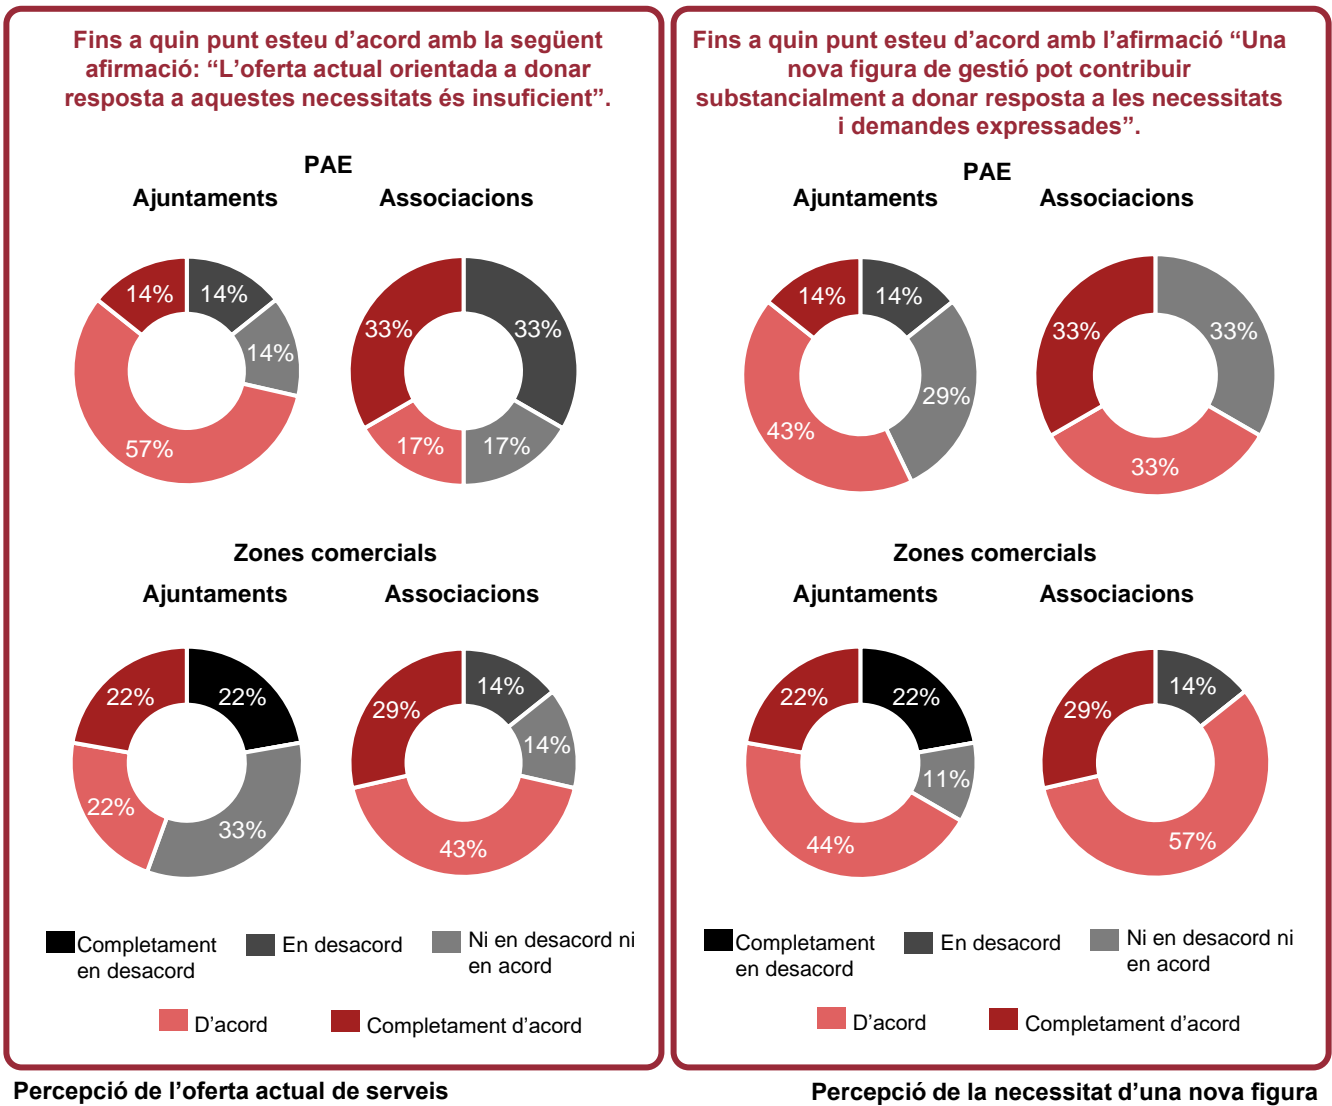 Fins a quin punt esteu d’acord amb la següent
afirmació: “L’oferta actual orientada a donar
resposta a aquestes necessitats és insuficient”.
PAE
Ajuntaments
Associacions
14%
14%
14%
57%
33%
33%
17%
17%
Zones comercials
Ajuntaments
Associacions
22%
22%
33%
22%
14%
14%
43%
29%
Completament
en desacord
En desacord
Ni en desacord ni
en acord
D’acord
Completament d’acord
Percepció de l’oferta actual de serveis
Fins a quin punt esteu d’acord amb l’afirmació “Una
nova figura de gestió pot contribuir
substancialment a donar resposta a les necessitats
i demandes expressades”.
PAE
Ajuntaments
Associacions
14%
14%
29%
43%
33%
33%
33%
Zones comercials
Ajuntaments
Associacions
22%
22%
11%
44%
14%
29%
57%
Completament
en desacord
En desacord
Ni en desacord ni
en acord
D’acord
Completament d’acord
Percepció de la necessitat d’una nova figura